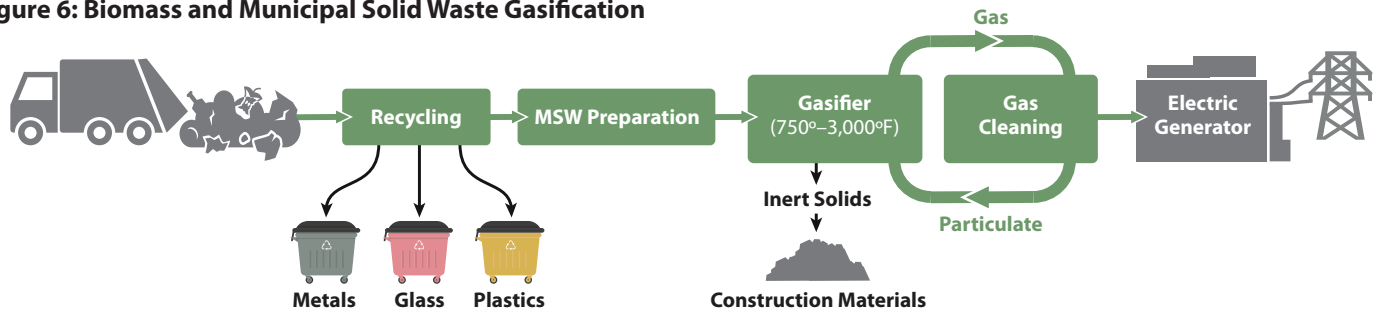 gure 6: Biomass and Municipal Solid Waste Gasification
Gas
Recycling
MSW Preparation
Gasifier
(750º–3,000ºF)
Gas
Cleaning
Electric
Generator
Inert Solids
Particulate
Metals
Glass
Plastics
Construction Materials